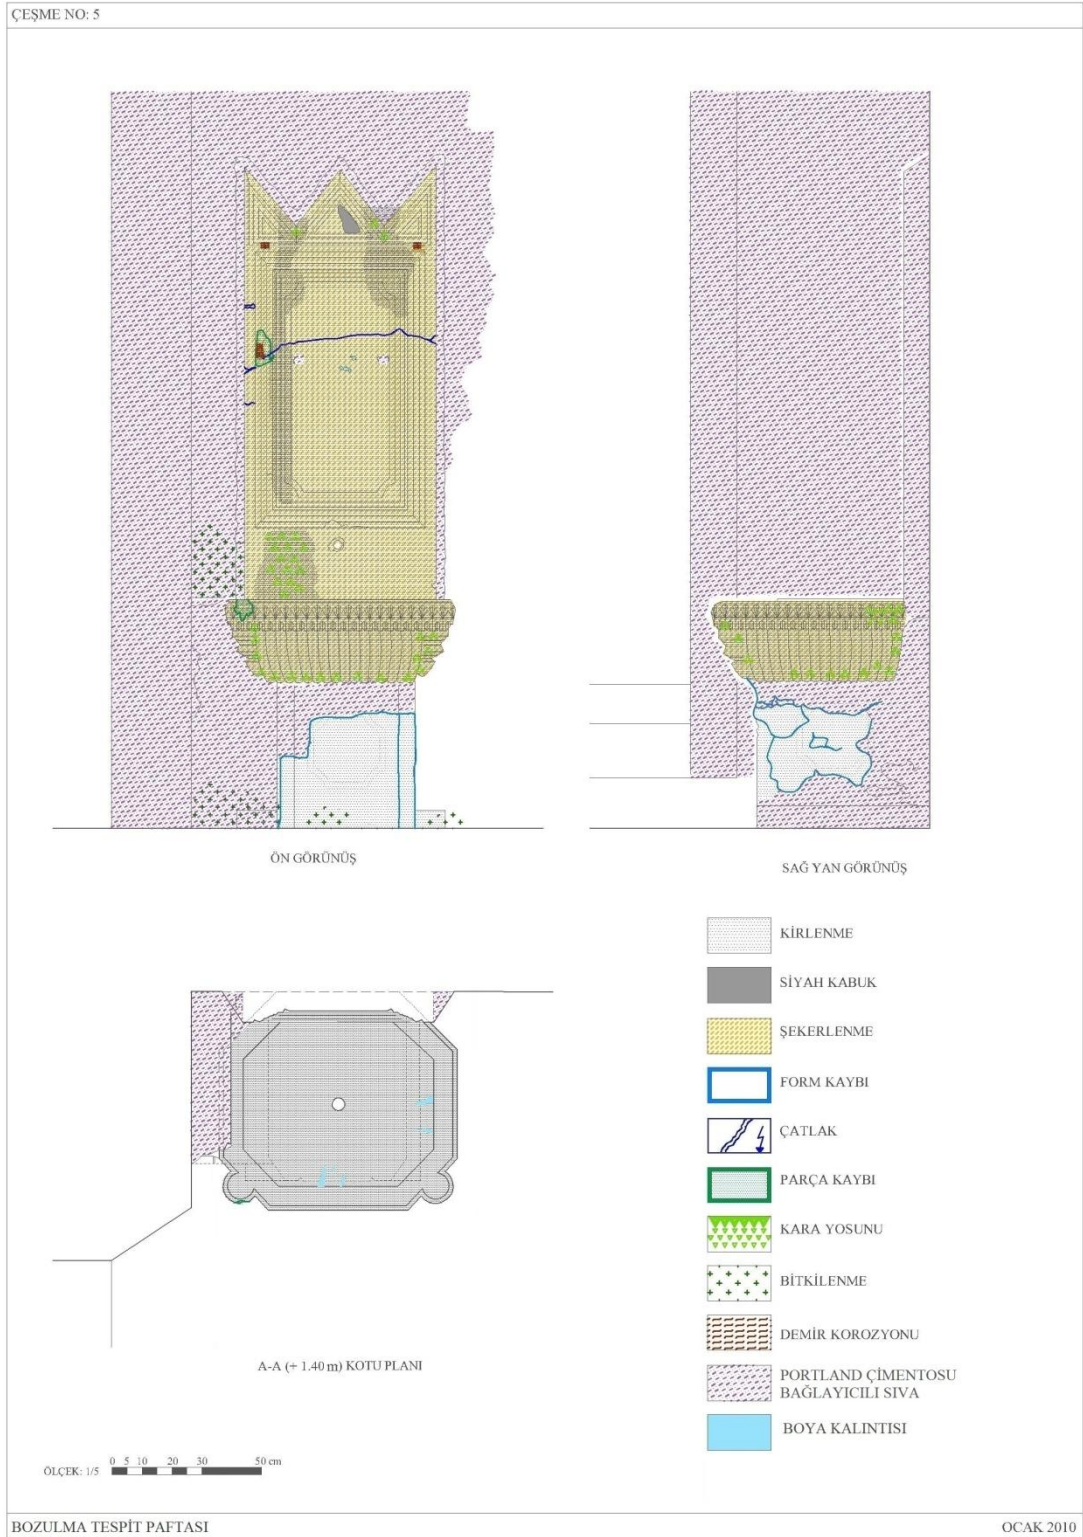 ÇEŞME NO: 5
ÖN GÖRÜNÜŞ
SAĞ YAN GÖRÜNÜŞ
KİRLENME
SİYAH KABUK
ŞEKERLENME
FORM KAYBI
ÇATLAK
PARÇA KAYBI
KARA YOSUNU
BİTKİLENME
DEMİR KOROZYONU
PORTLAND ÇİMENTOSU
BAĞLAYICILI SIVA
BOYA KALINTISI
A-A (+ 1.40 m) KOTU PLANI
ÖLÇEK: 1/5
0 5 10 20 30 50 cm
BOZULMA TESPİT PAFTASI
OCAK 2010